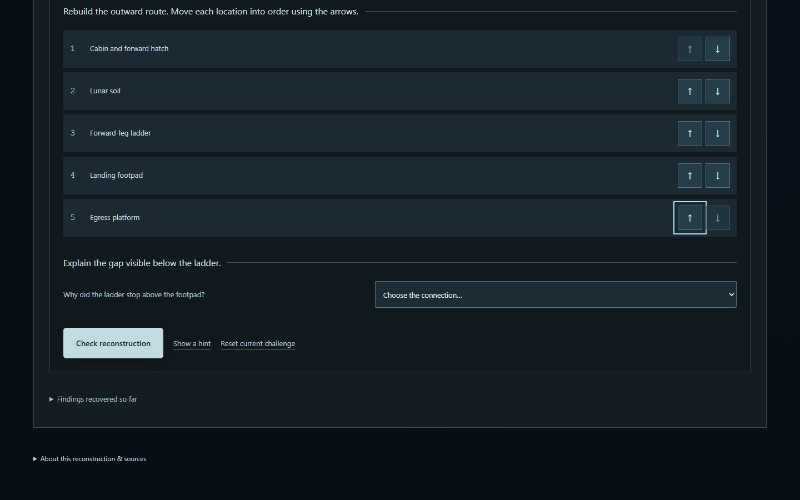 Rebuild the outward route. Move each location into order using the arrows.
1 Cabin and forward hatch ↑ ↓
2 Lunar soil ↑ ↓
3 Forward-leg ladder ↑ ↓
4 Landing footpad ↑ ↓
5 Egress platform ↑ ↓
Explain the gap visible below the ladder.
Why did the ladder stop above the footpad? Choose the connection...
Check reconstruction Show a hint Reset current challenge
▶ Findings recovered so far
▶ About this reconstruction & sources